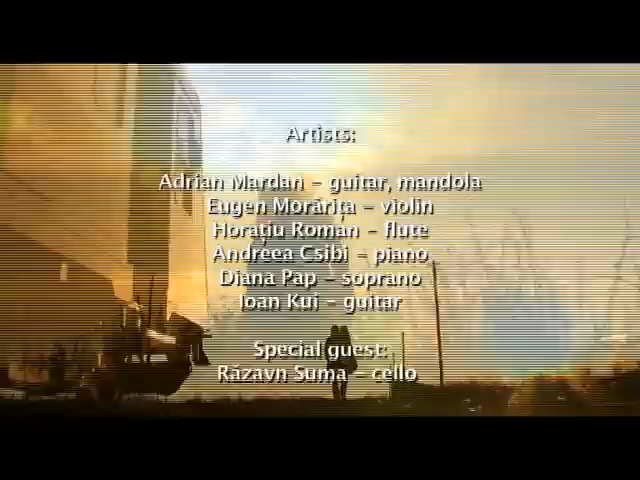 Artists:
Adrian Mardan – guitar, mandola
Eugen Morărița – violin
Horațiu Roman – flute
Andreea Csibi – piano
Diana Pap – soprano
Ioan Kui – guitar
Special guest:
Răzavn Suma – cello